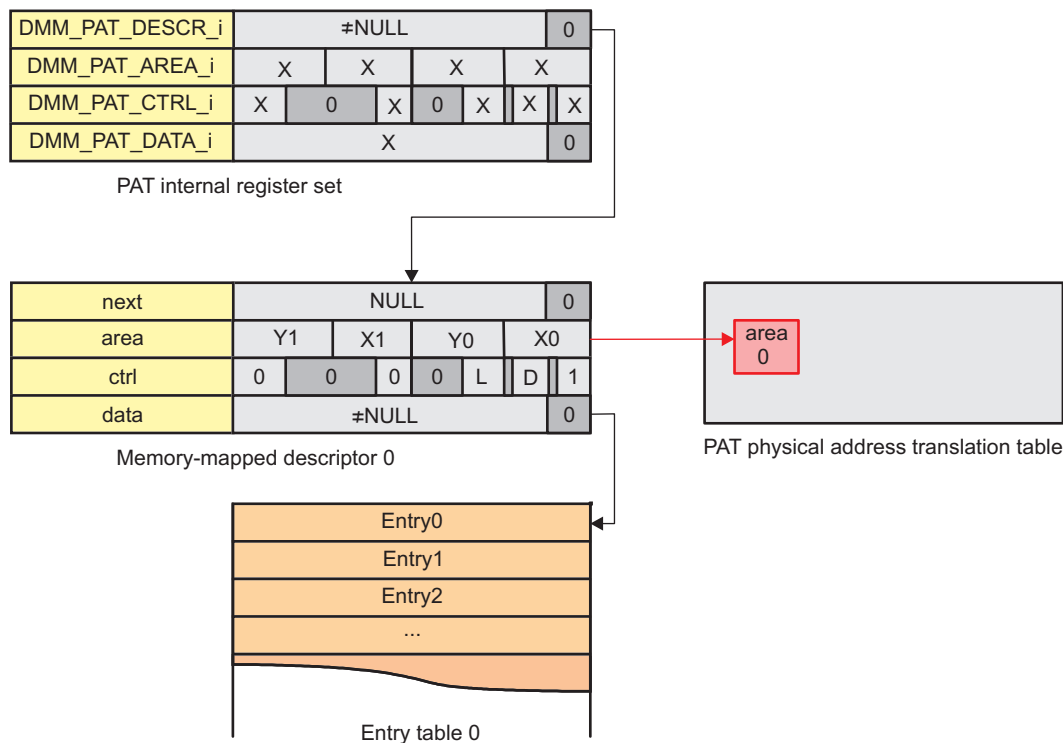 DMM_PAT_DESCR_i ≠NULL 0
DMM_PAT_AREA_i X X X X
DMM_PAT_CTRL_i X 0 X 0 X X X
DMM_PAT_DATA_i X 0
PAT internal register set
next NULL 0
area Y1 X1 Y0 X0
ctrl 0 0 0 0 L D 1
data ≠NULL 0
Memory-mapped descriptor 0
area
0
PAT physical address translation table
Entry0
Entry1
Entry2
...
Entry table 0